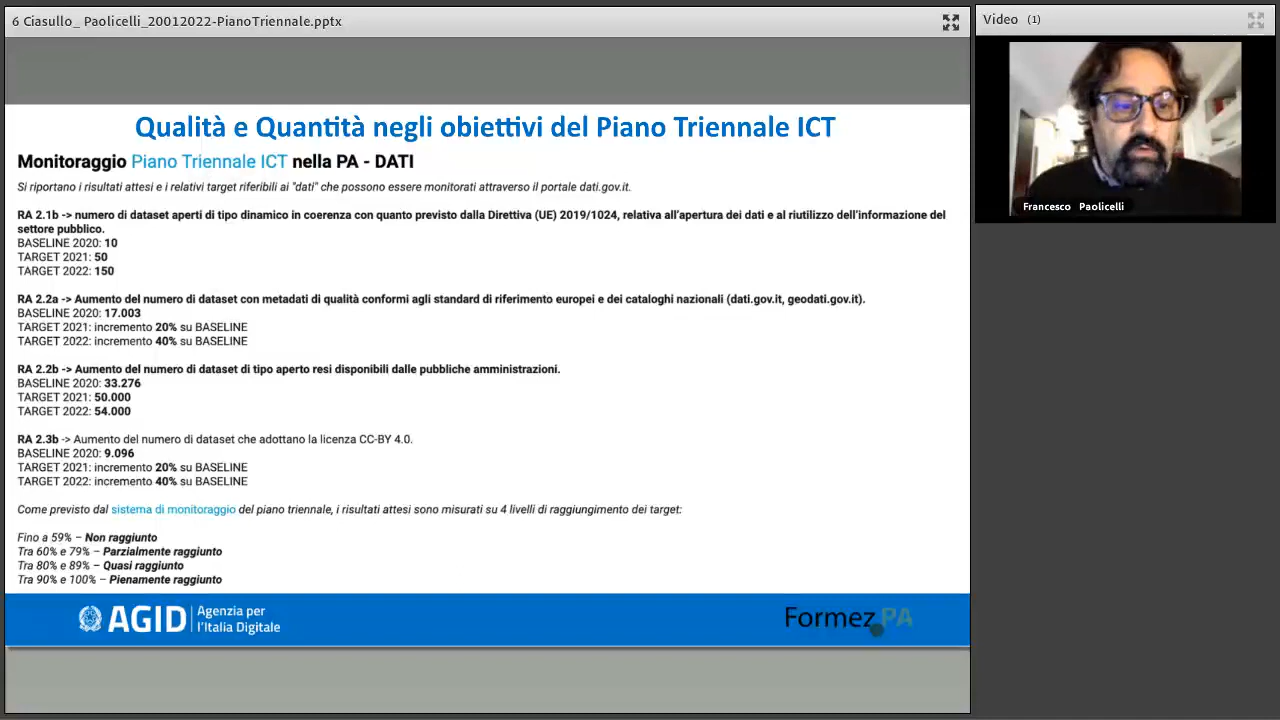 6 Ciasullo_ Paolicelli_20012022-PianoTriennale.pptx
Video (1)
Francesco Paolicelli
Qualità e Quantità negli obiettivi del Piano Triennale ICT
Monitoraggio Piano Triennale ICT nella PA - DATI
Si riportano i risultati attesi e i relativi target riferibili ai "dati" che possono essere monitorati attraverso il portale dati.gov.it.
RA 2.1b -> numero di dataset aperti di tipo dinamico in coerenza con quanto previsto dalla Direttiva (UE) 2019/1024, relativa all'apertura dei dati e al riutilizzo dell'informazione del
settore pubblico.
BASELINE 2020: 10
TARGET 2021: 50
TARGET 2022: 150
RA 2.2a -> Aumento del numero di dataset con metadati di qualità conformi agli standard di riferimento europei e dei cataloghi nazionali (dati.gov.it, geodati.gov.it).
BASELINE 2020: 17.003
TARGET 2021: incremento 20% su BASELINE
TARGET 2022: incremento 40% su BASELINE
RA 2.2b -> Aumento del numero di dataset di tipo aperto resi disponibili dalle pubbliche amministrazioni.
BASELINE 2020: 33.276
TARGET 2021: 50.000
TARGET 2022: 54.000
RA 2.3b -> Aumento del numero di dataset che adottano la licenza CC-BY 4.0.
BASELINE 2020: 9.096
TARGET 2021: incremento 20% su BASELINE
TARGET 2022: incremento 40% su BASELINE
Come previsto dal sistema di monitoraggio del piano triennale, i risultati attesi sono misurati su 4 livelli di raggiungimento dei target:
Fino a 59% – Non raggiunto
Tra 60% e 79% – Parzialmente raggiunto
Tra 80% e 89% – Quasi raggiunto
Tra 90% e 100% – Pienamente raggiunto
AGID
Agenzia per
l'Italia Digitale
Formez PA